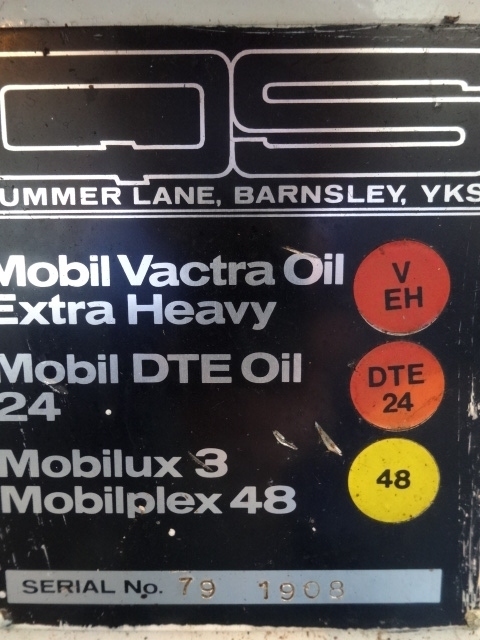 QS
UMMER LANE, BARNSLEY, YKS
Mobil Vactra Oil
Extra Heavy
V
EH
Mobil DTE Oil
24
DTE
24
Mobilux 3
Mobilplex 48
48
SERIAL No. 79 1908